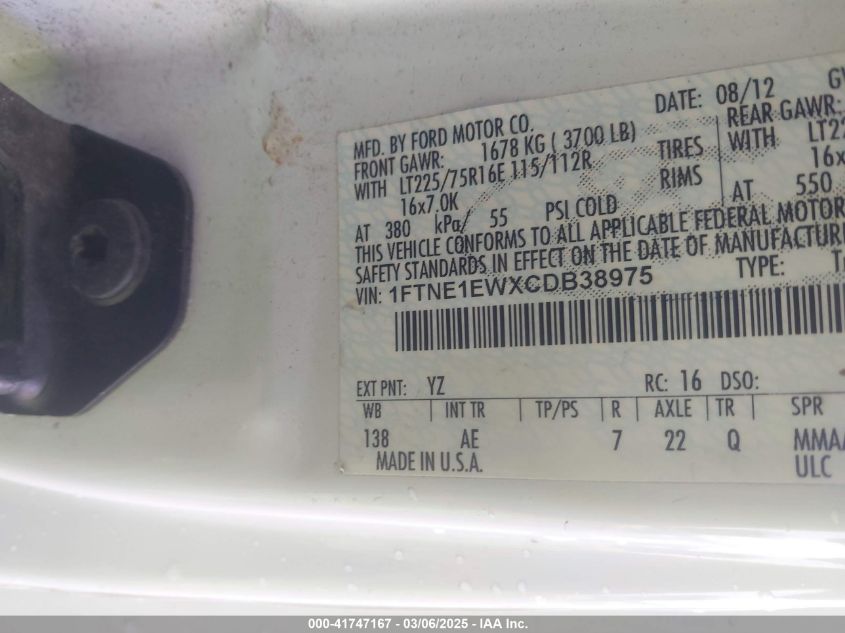 DATE: 08/12
MFD. BY FORD MOTOR CO.
FRONT GAWR: 1678 KG ( 3700 LB) REAR GAWR:
WITH LT225/75R16E 115/112R TIRES WITH
16x7.0K RIMS 16x
AT 380 kPa/ 55 PSI COLD AT 550
THIS VEHICLE CONFORMS TO ALL APPLICABLE FEDERAL MOTOR
SAFETY STANDARDS IN EFFECT ON THE DATE OF
VIN: 1FTNE1EWXCDB38975 TYPE:
EXT PNT: YZ RC: 16 DSO:
WB INT TR TP/PS R AXLE TR SPR
138 AE 7 22 Q
MADE IN U.S.A. ULC
000-41747167 - 03/06/2025 - IAA Inc.